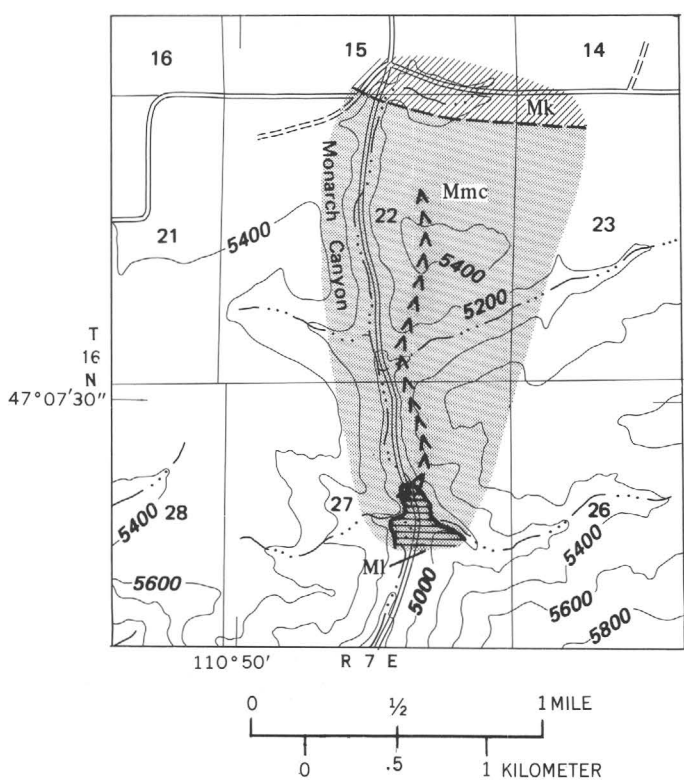 16
15
14
Mk
Monarch Canyon
Mmc
22
21
23
5400
5400
5200
T
16
N
47°07'30"
28
27
26
5400
5400
5600
Ml
5000
5600
5800
110°50'
R 7 E
0 ½ 1 MILE
0 .5 1 KILOMETER